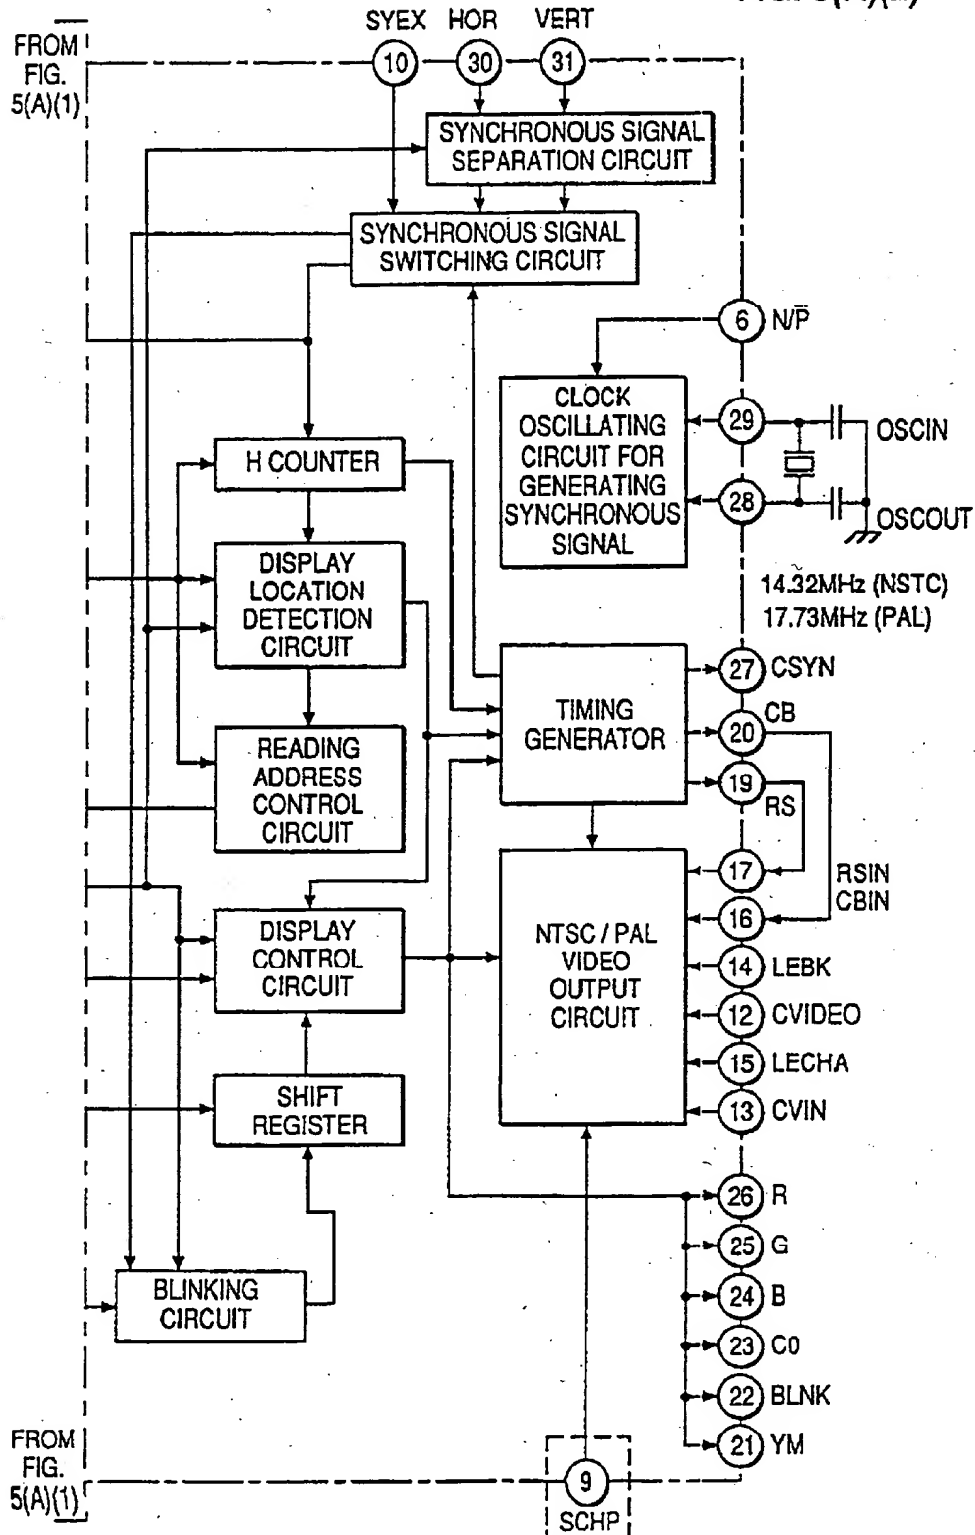 SYEX HOR VERT
FROM
FIG.
5(A)(1)
10 30 31
SYNCHRONOUS SIGNAL
SEPARATION CIRCUIT
SYNCHRONOUS SIGNAL
SWITCHING CIRCUIT
6 N/P̅
CLOCK
OSCILLATING
CIRCUIT FOR
GENERATING
SYNCHRONOUS
SIGNAL
29
OSCIN
28
OSCOUT
14.32MHz (NSTC)
17.73MHz (PAL)
H COUNTER
DISPLAY
LOCATION
DETECTION
CIRCUIT
READING
ADDRESS
CONTROL
CIRCUIT
TIMING
GENERATOR
27 CSYN
20 CB
19 RS
17 RSIN
16 CBIN
NTSC / PAL
VIDEO
OUTPUT
CIRCUIT
14 LEBK
12 CVIDEO
15 LECHA
13 CVIN
DISPLAY
CONTROL
CIRCUIT
SHIFT
REGISTER
BLINKING
CIRCUIT
26 R
25 G
24 B
23 C0
22 BLNK
21 YM
FROM
FIG.
5(A)(1)
9
SCHP